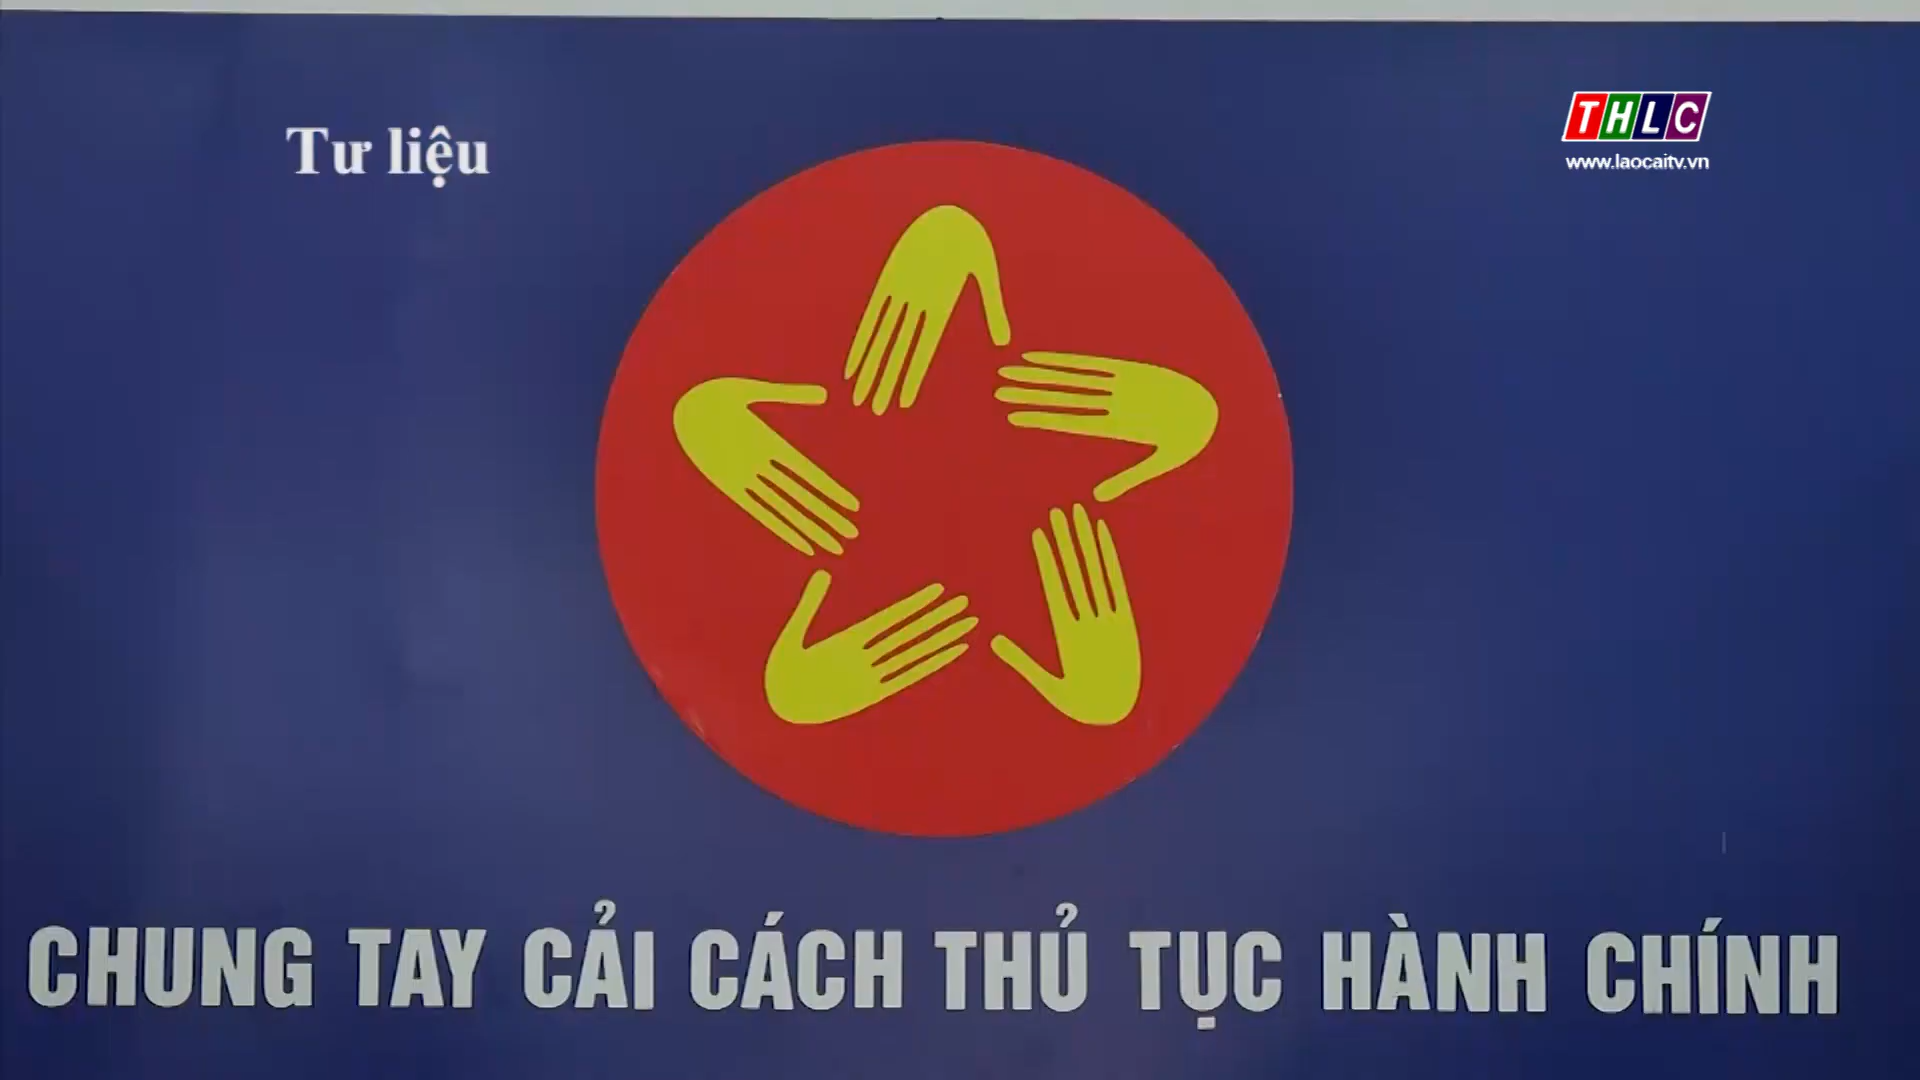 Tư liệu
THLC
www.laocaitv.vn
CHUNG TAY CẢI CÁCH THỦ TỤC HÀNH CHÍNH